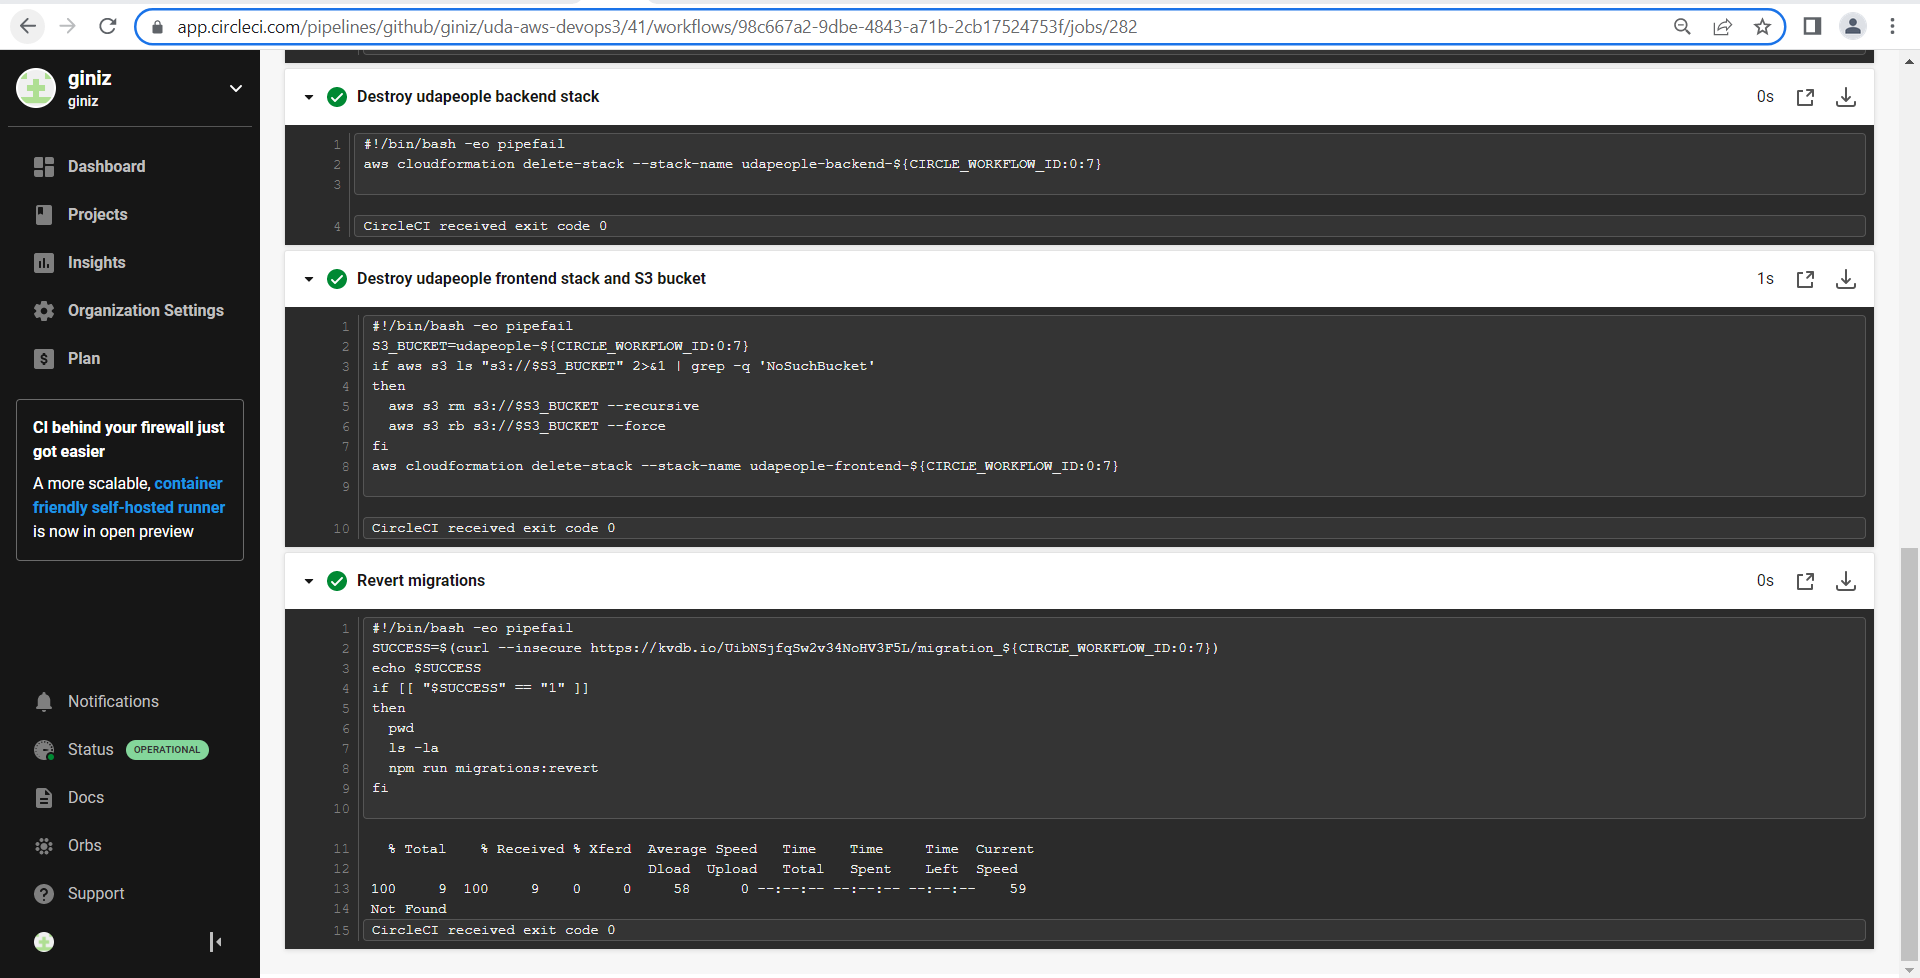 app.circleci.com/pipelines/github/giniz/uda-aws-devops3/41/workflows/98c667a2-9dbe-4843-a71b-2cb17524753f/jobs/282
giniz
giniz
Dashboard
Projects
Insights
Organization Settings
Plan
CI behind your firewall just
got easier
A more scalable, container
friendly self-hosted runner
is now in open preview
Notifications
Status OPERATIONAL
Docs
Orbs
Support
Destroy udapeople backend stack 0s
1 #!/bin/bash -eo pipefail
2 aws cloudformation delete-stack --stack-name udapeople-backend-${CIRCLE_WORKFLOW_ID:0:7}
3
4 CircleCI received exit code 0
Destroy udapeople frontend stack and S3 bucket 1s
1 #!/bin/bash -eo pipefail
2 S3_BUCKET=udapeople-${CIRCLE_WORKFLOW_ID:0:7}
3 if aws s3 ls "s3://$S3_BUCKET" 2>&1 | grep -q 'NoSuchBucket'
4 then
5   aws s3 rm s3://$S3_BUCKET --recursive
6   aws s3 rb s3://$S3_BUCKET --force
7 fi
8 aws cloudformation delete-stack --stack-name udapeople-frontend-${CIRCLE_WORKFLOW_ID:0:7}
9
10 CircleCI received exit code 0
Revert migrations 0s
1 #!/bin/bash -eo pipefail
2 SUCCESS=$(curl --insecure https://kvdb.io/UibNSjfqSw2v34NoHV3F5L/migration_${CIRCLE_WORKFLOW_ID:0:7})
3 echo $SUCCESS
4 if [[ "$SUCCESS" == "1" ]]
5 then
6   pwd
7   ls -la
8   npm run migrations:revert
9 fi
10
11   % Total    % Received % Xferd  Average Speed   Time    Time     Time  Current
12                                  Dload  Upload   Total   Spent    Left  Speed
13 100     9  100     9    0     0     58      0 --:--:-- --:--:-- --:--:--    59
14 Not Found
15 CircleCI received exit code 0